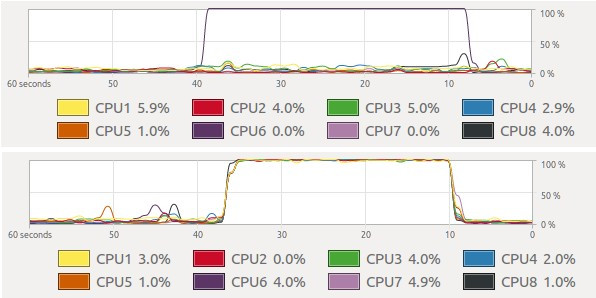 100 %
50 %
0 %
60 seconds 50 40 30 20 10 0
CPU1 5.9% CPU2 4.0% CPU3 5.0% CPU4 2.9%
CPU5 1.0% CPU6 0.0% CPU7 0.0% CPU8 4.0%
100 %
50 %
0 %
60 seconds 50 40 30 20 10 0
CPU1 3.0% CPU2 0.0% CPU3 4.0% CPU4 2.0%
CPU5 1.0% CPU6 4.0% CPU7 4.9% CPU8 1.0%